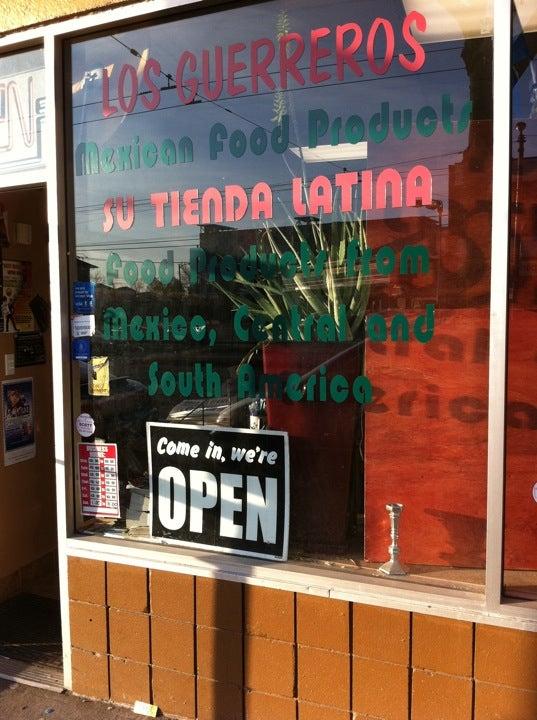 LOS GUERREROS
Mexican Food Products
SU TIENDA LATINA
Food Products from
Mexico, Central and
South America
Come in, we're
OPEN
BUSINESS